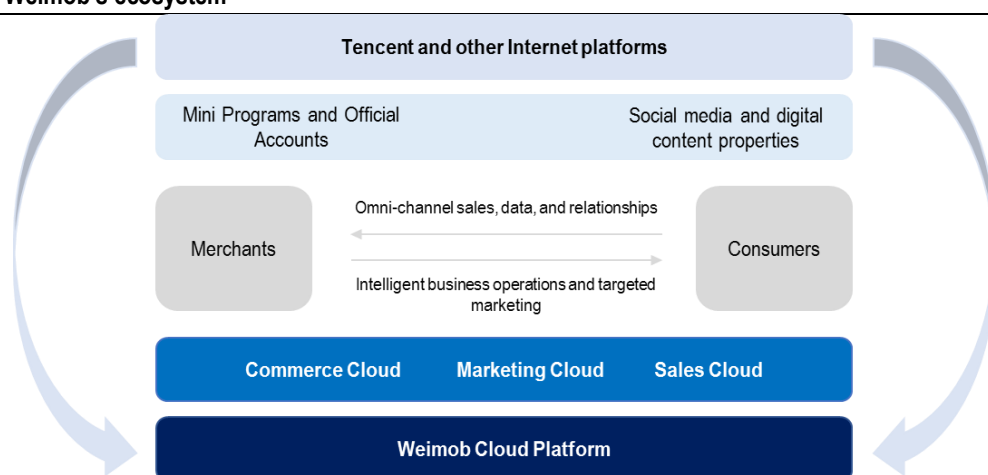 Weimob's ecosystem
Tencent and other Internet platforms
Mini Programs and Official
Accounts
Social media and digital
content properties
Merchants
Omni-channel sales, data, and relationships
Intelligent business operations and targeted
marketing
Consumers
Commerce Cloud
Marketing Cloud
Sales Cloud
Weimob Cloud Platform